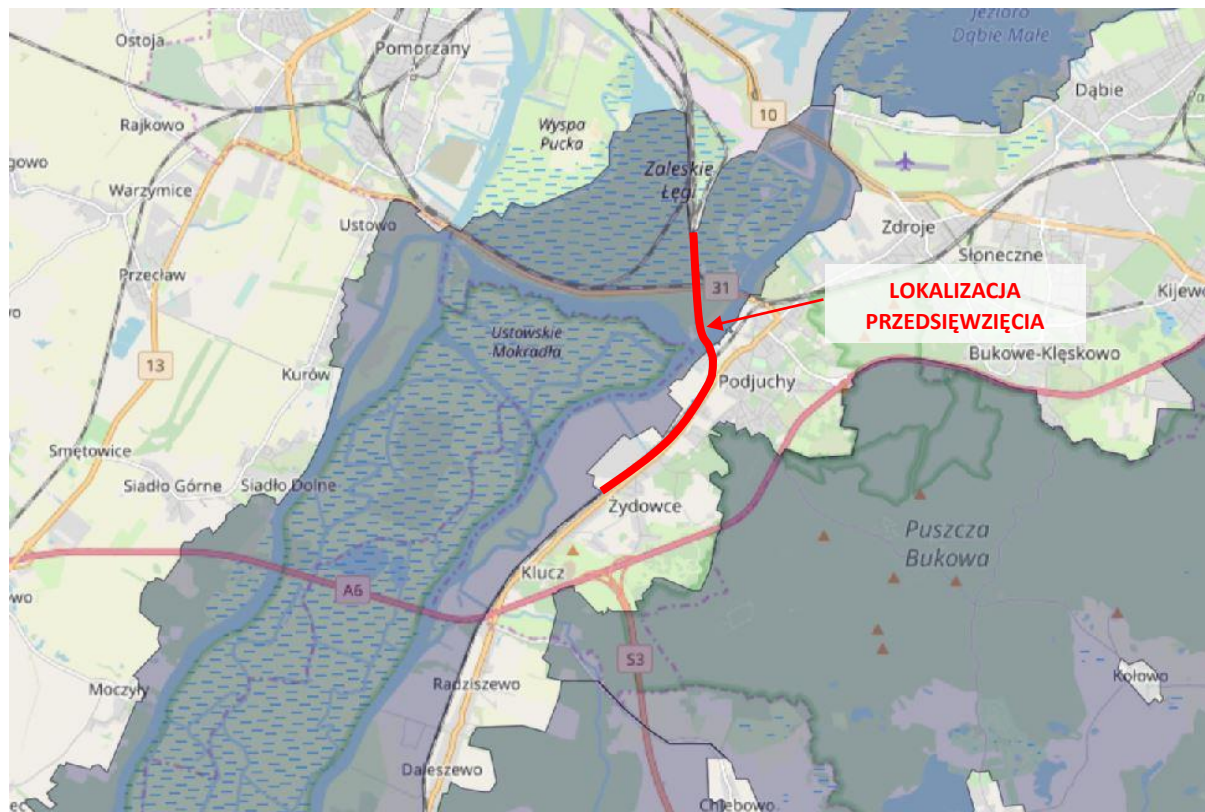 Ostoja
Pomorzany
Jezioro
Dąbie Małe
Dąbie
10
Rajkowo
Wyspa
Pucka
Zaleskie
Łęgi
Warzymice
Ustowo
Zdroje
Słoneczne
Przecław
31
LOKALIZACJA
PRZEDSIĘWZIĘCIA
Kijewo
Ustowskie
Mokradła
13
Kurów
Podjuchy
Bukowe-Klęskowo
Smętowice
Siadło Górne
Siadło Dolne
Żydowce
Puszcza
Bukowa
Klucz
A6
S3
Moczyły
Radziszewo
Kołowo
Daleszewo
Chlebowo